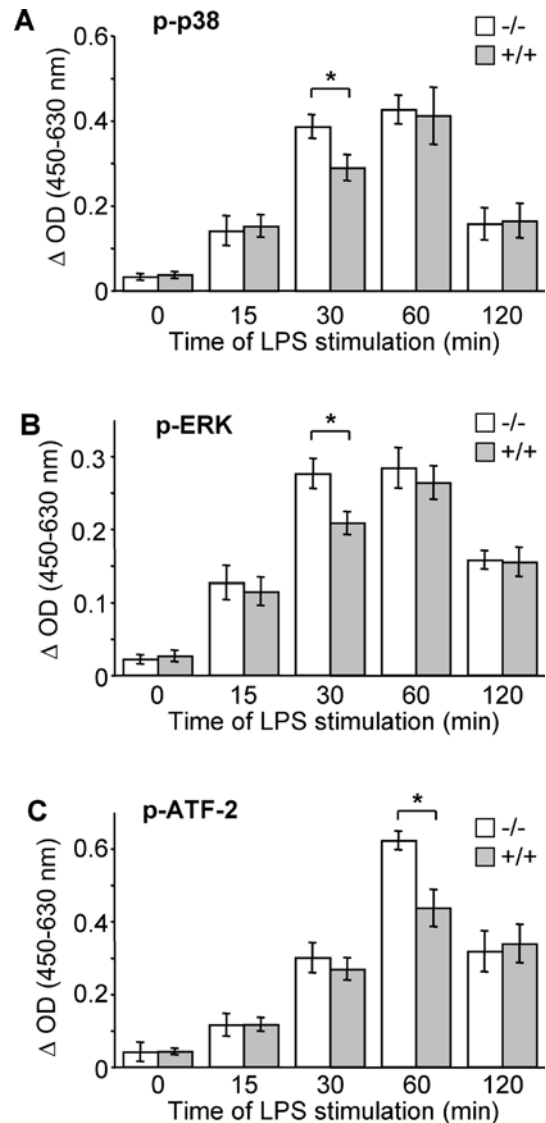 A
p-p38
-/-
+/+
*
Δ OD (450-630 nm)
0.6
0.4
0.2
0
0 15 30 60 120
Time of LPS stimulation (min)
B
p-ERK
-/-
+/+
*
Δ OD (450-630 nm)
0.3
0.2
0.1
0
0 15 30 60 120
Time of LPS stimulation (min)
C
p-ATF-2
-/-
+/+
*
Δ OD (450-630 nm)
0.6
0.4
0.2
0
0 15 30 60 120
Time of LPS stimulation (min)